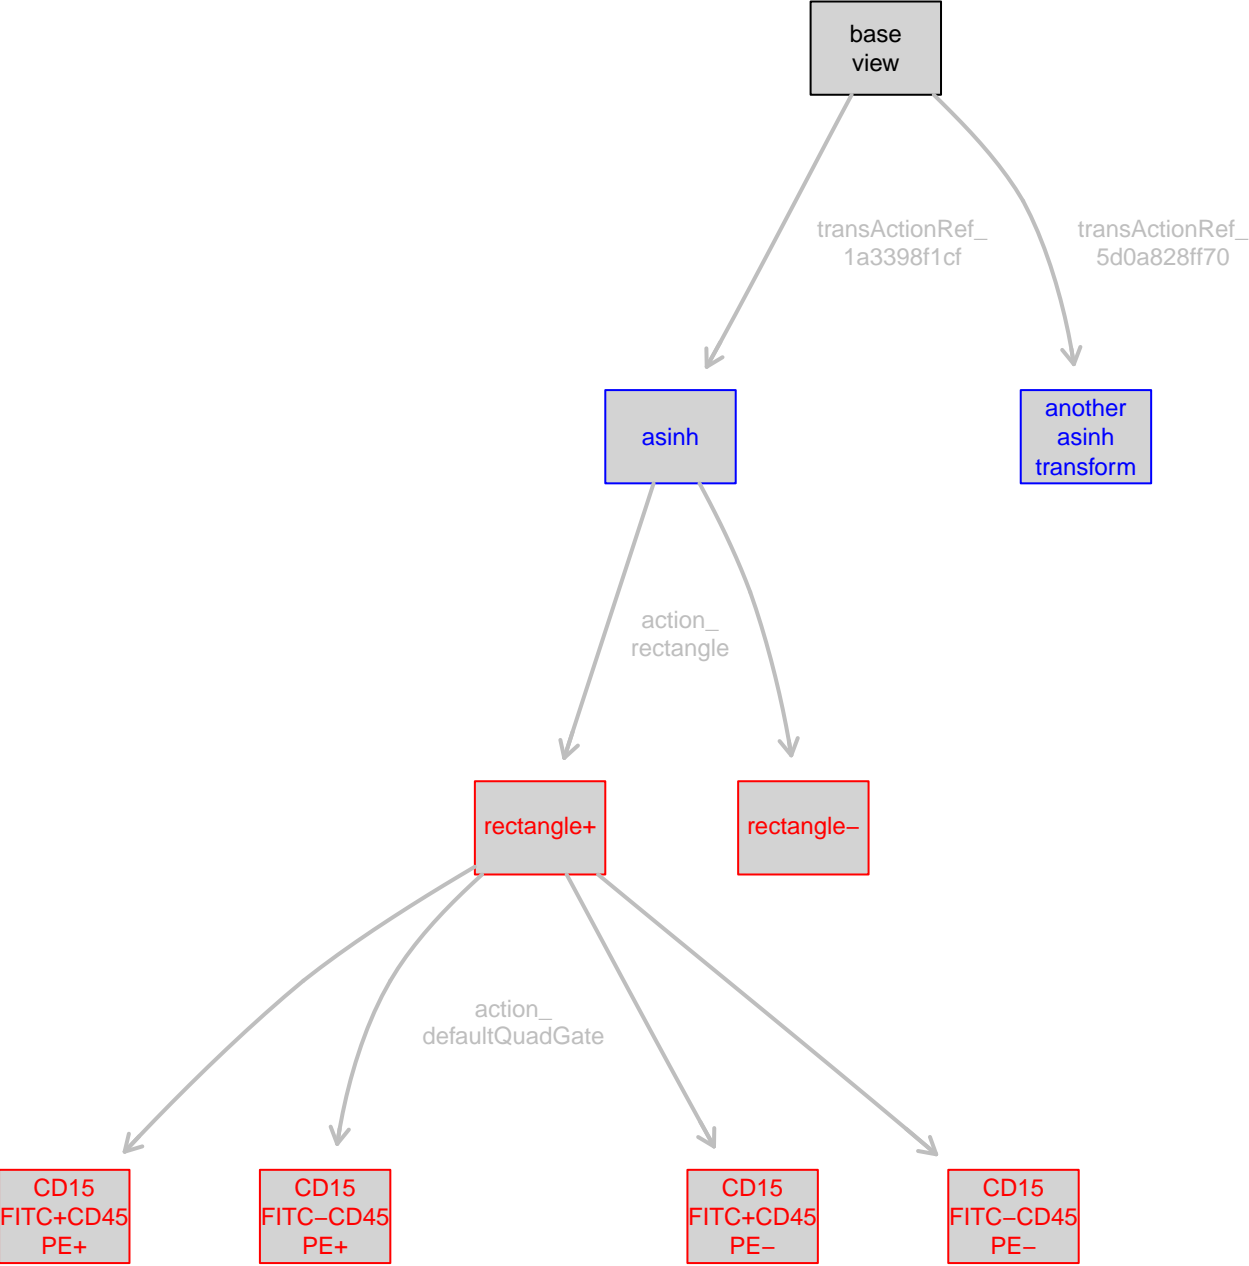 base
view
transActionRef_
1a3398f1cf
transActionRef_
5d0a828ff70
asinh
another
asinh
transform
action_
rectangle
rectangle+
rectangle−
action_
defaultQuadGate
CD15
FITC+CD45
PE+
CD15
FITC−CD45
PE+
CD15
FITC+CD45
PE−
CD15
FITC−CD45
PE−